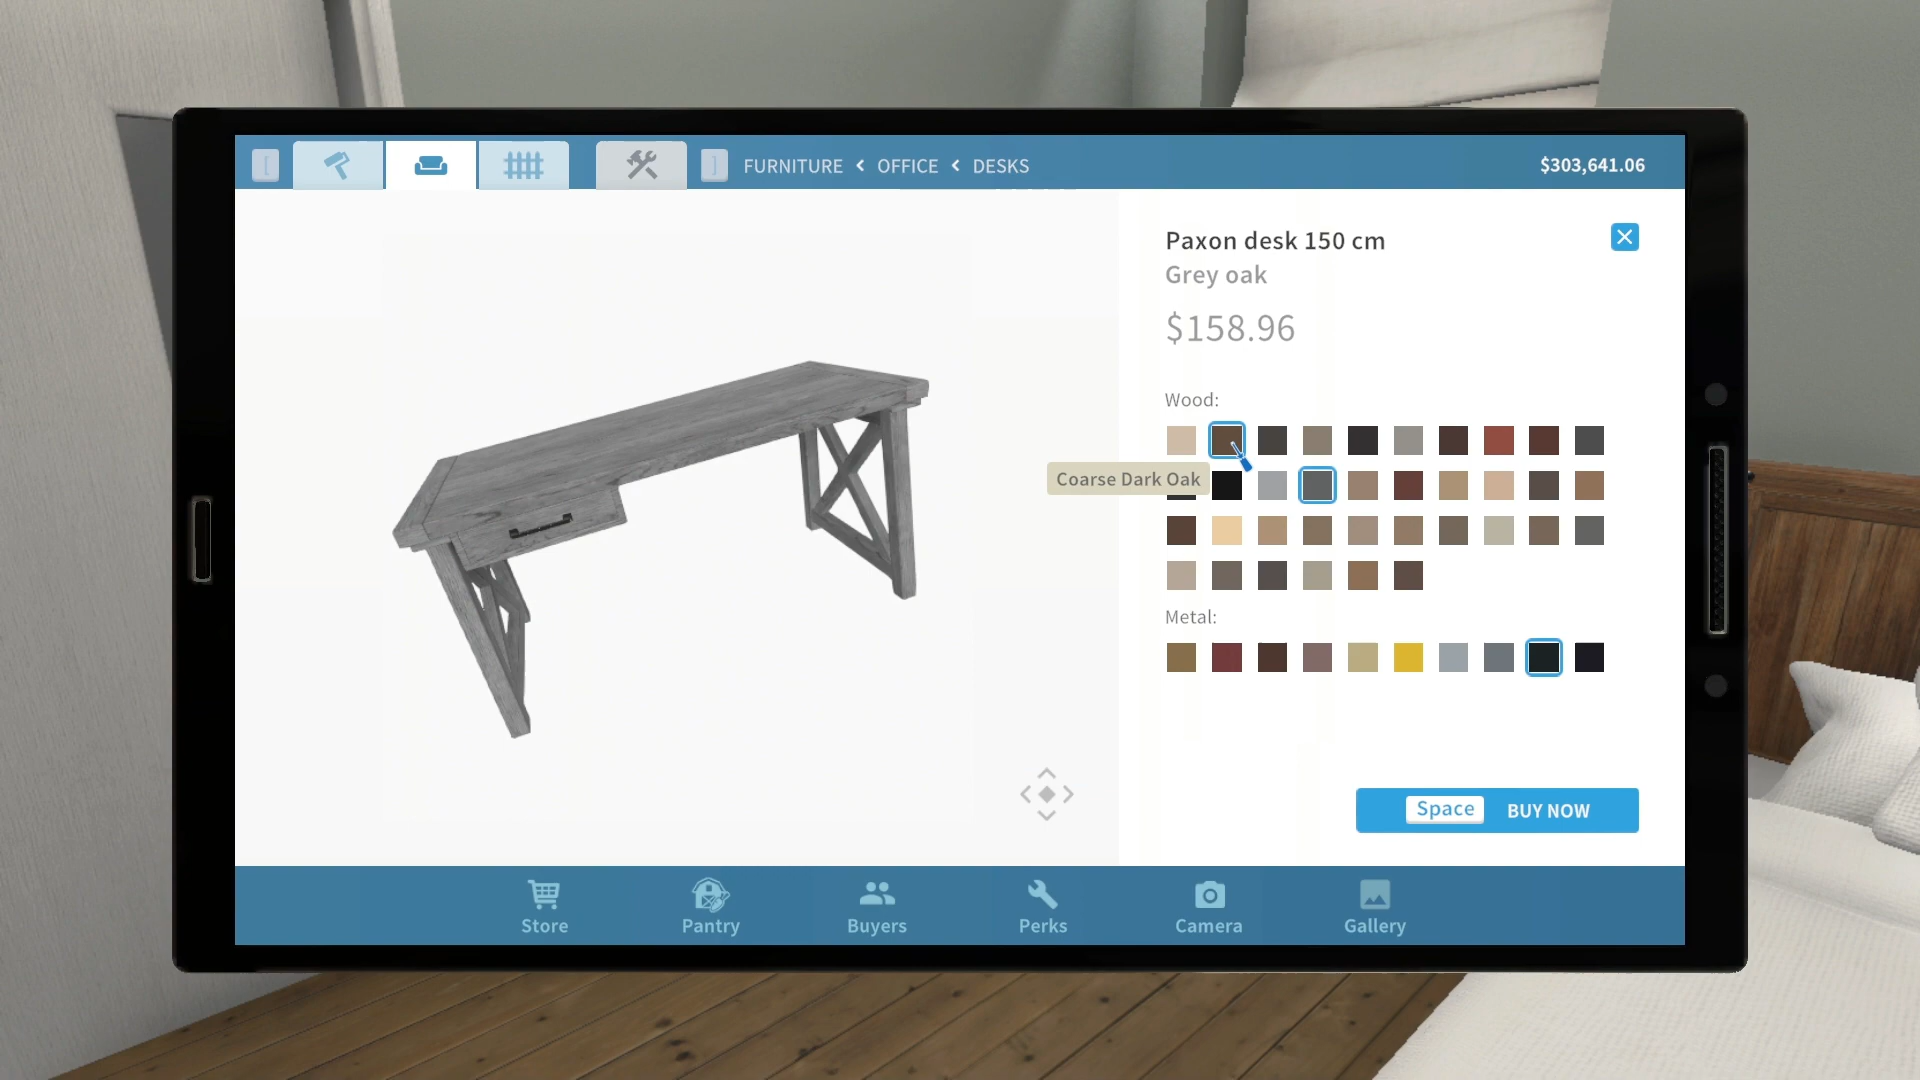 [
]
FURNITURE < OFFICE < DESKS
$303,641.06
Paxon desk 150 cm
Grey oak
$158.96
Wood:
Coarse Dark Oak
Metal:
Space
BUY NOW
Store
Pantry
Buyers
Perks
Camera
Gallery